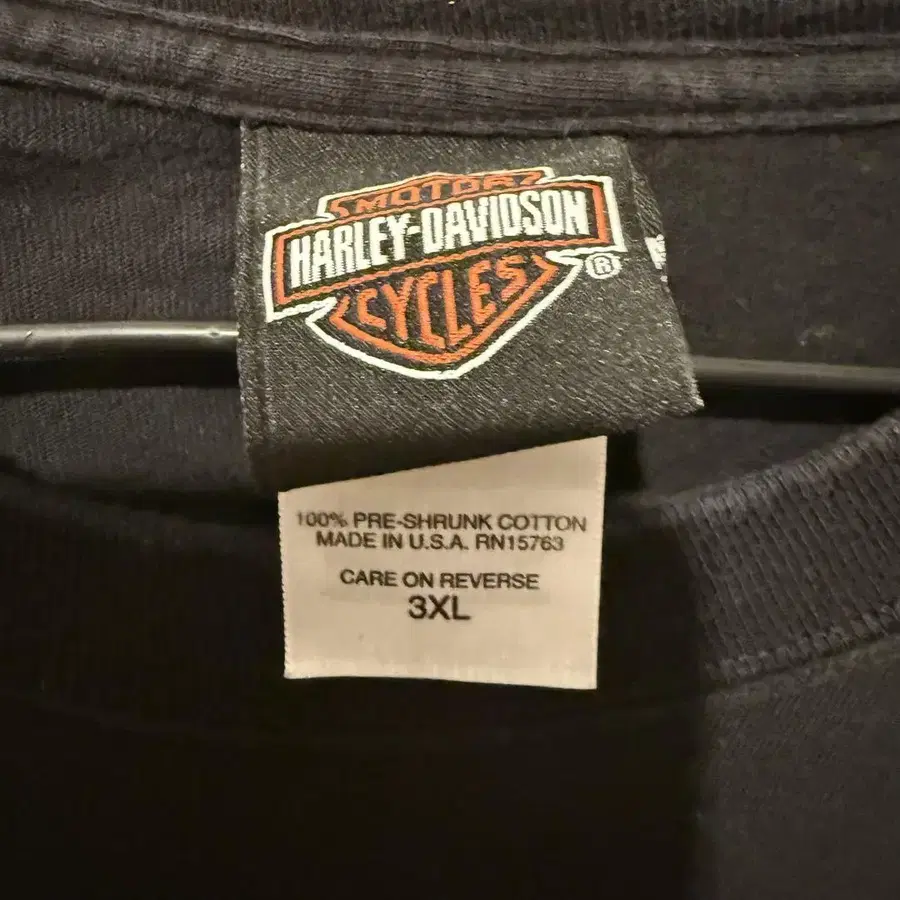 MOTOR
HARLEY-DAVIDSON
CYCLES
®
100% PRE-SHRUNK COTTON
MADE IN U.S.A. RN15763
CARE ON REVERSE
3XL